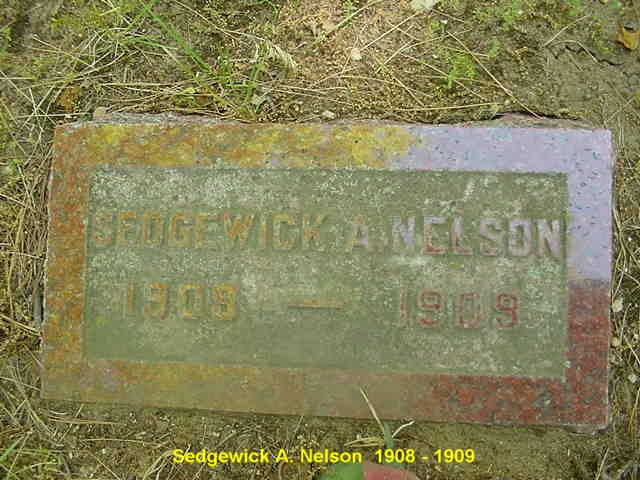 SEDGEWICK A. NELSON
1908 — 1909
Sedgewick A. Nelson 1908 - 1909